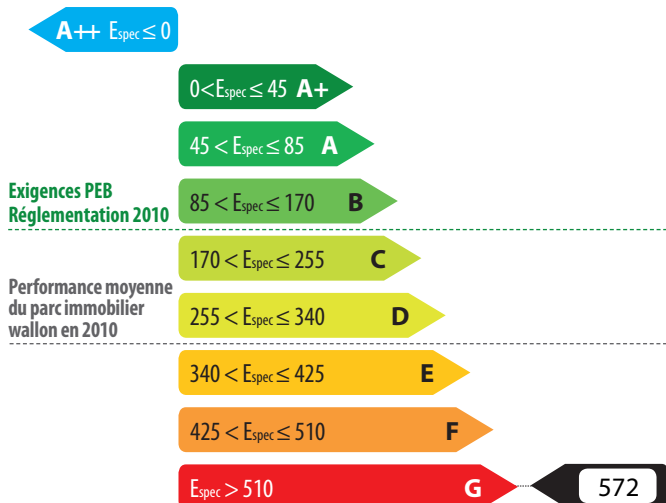 A++ Espec ≤ 0
0 < Espec ≤ 45 A+
45 < Espec ≤ 85 A
Exigences PEB
Réglementation 2010
85 < Espec ≤ 170 B
170 < Espec ≤ 255 C
Performance moyenne
du parc immobilier
wallon en 2010
255 < Espec ≤ 340 D
340 < Espec ≤ 425 E
425 < Espec ≤ 510 F
Espec > 510 G
572